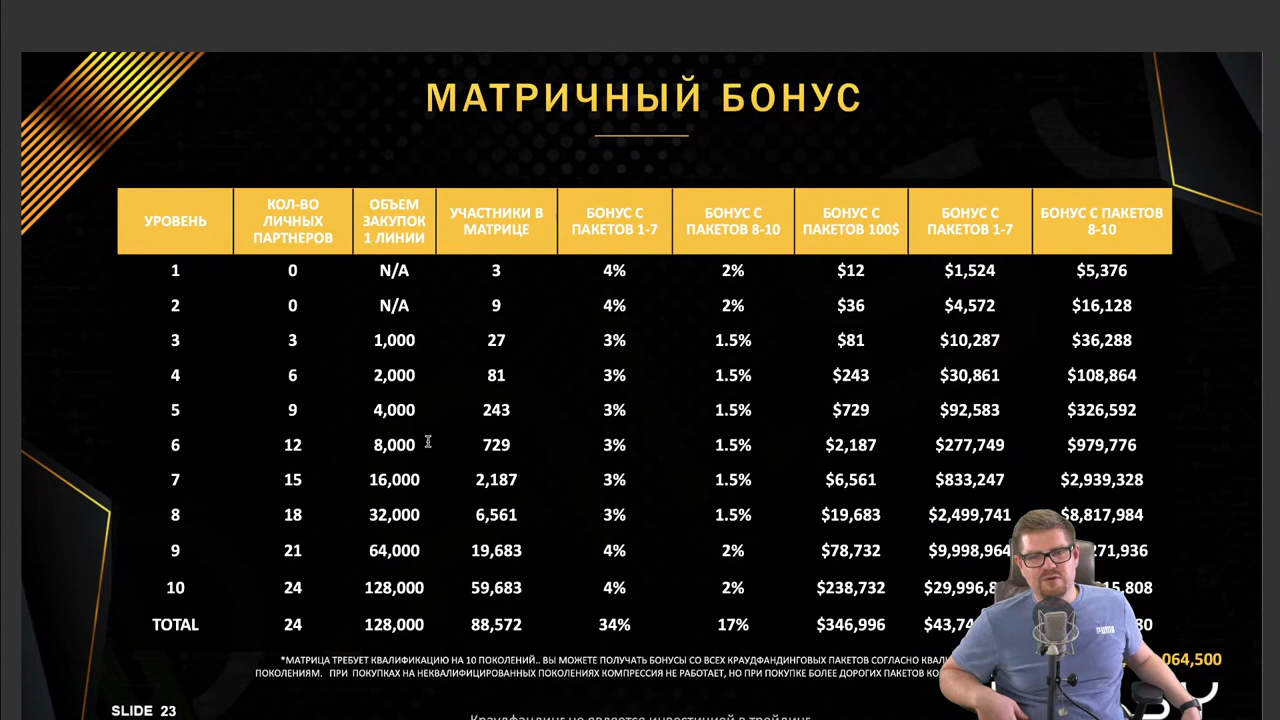 МАТРИЧНЫЙ БОНУС
УРОВЕНЬ
КОЛ-ВО
ЛИЧНЫХ
ПАРТНЕРОВ
ОБЪЕМ
ЗАКУПОК
1 ЛИНИИ
УЧАСТНИКИ В
МАТРИЦЕ
БОНУС С
ПАКЕТОВ 1-7
БОНУС С
ПАКЕТОВ 8-10
БОНУС С
ПАКЕТОВ 100$
БОНУС С
ПАКЕТОВ 1-7
БОНУС С ПАКЕТОВ
8-10
1 0 N/A 3 4% 2% $12 $1,524 $5,376
2 0 N/A 9 4% 2% $36 $4,572 $16,128
3 3 1,000 27 3% 1.5% $81 $10,287 $36,288
4 6 2,000 81 3% 1.5% $243 $30,861 $108,864
5 9 4,000 243 3% 1.5% $729 $92,583 $326,592
6 12 8,000 729 3% 1.5% $2,187 $277,749 $979,776
7 15 16,000 2,187 3% 1.5% $6,561 $833,247 $2,939,328
8 18 32,000 6,561 3% 1.5% $19,683 $2,499,741 $8,817,984
9 21 64,000 19,683 4% 2% $78,732 $9,998,964
10 24 128,000 59,683 4% 2% $238,732
TOTAL 24 128,000 88,572 34% 17% $346,996
*МАТРИЦА ТРЕБУЕТ КВАЛИФИКАЦИЮ НА 10 ПОКОЛЕНИЙ.. ВЫ МОЖЕТЕ ПОЛУЧАТЬ БОНУСЫ СО ВСЕХ КРАУДФАНДИНГОВЫХ ПАКЕТОВ СОГЛАСНО
ПОКОЛЕНИЯМ. ПРИ ПОКУПКАХ НА НЕКВАЛИФИЦИРОВАННЫХ ПОКОЛЕНИЯХ КОМПРЕССИЯ НЕ РАБОТАЕТ, НО ПРИ ПОКУПКЕ БОЛЕЕ ДОРОГИХ ПАКЕТОВ
064,500
SLIDE 23
Краудфандинг не является инвестицией в трейдинг